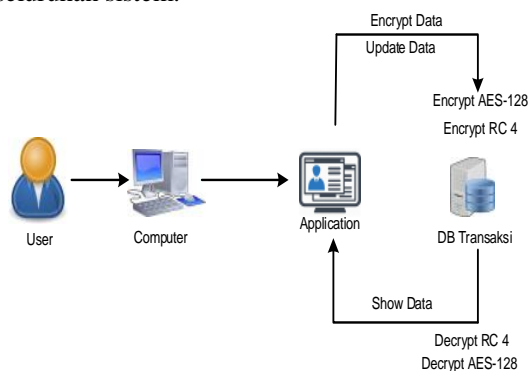 Encrypt Data
Update Data
Encrypt AES-128
Encrypt RC 4
User
Computer
Application
DB Transaksi
Show Data
Decrypt RC 4
Decrypt AES-128